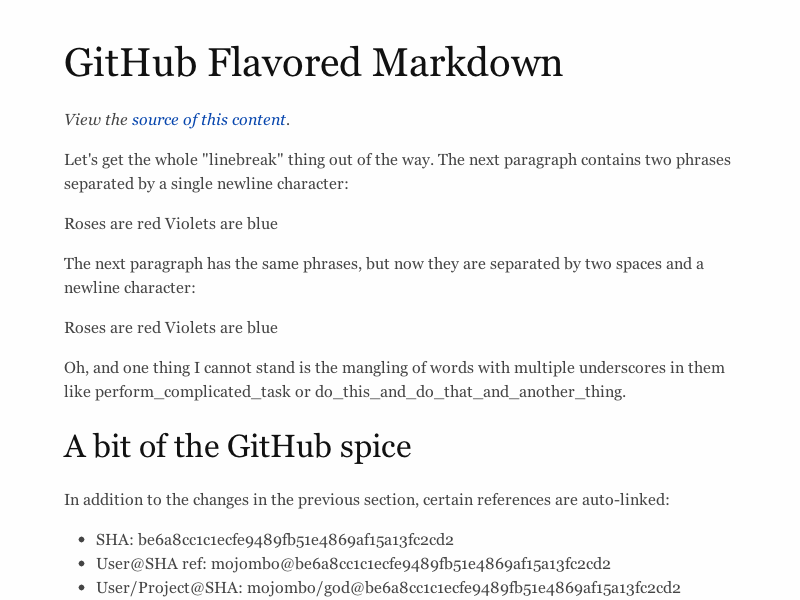 GitHub Flavored Markdown
View the source of this content.
Let's get the whole "linebreak" thing out of the way. The next paragraph contains two phrases
separated by a single newline character:
Roses are red Violets are blue
The next paragraph has the same phrases, but now they are separated by two spaces and a
newline character:
Roses are red Violets are blue
Oh, and one thing I cannot stand is the mangling of words with multiple underscores in them
like perform_complicated_task or do_this_and_do_that_and_another_thing.
A bit of the GitHub spice
In addition to the changes in the previous section, certain references are auto-linked:
• SHA: be6a8cc1c1ecfe9489fb51e4869af15a13fc2cd2
• User@SHA ref: mojombo@be6a8cc1c1ecfe9489fb51e4869af15a13fc2cd2
• User/Project@SHA: mojombo/god@be6a8cc1c1ecfe9489fb51e4869af15a13fc2cd2